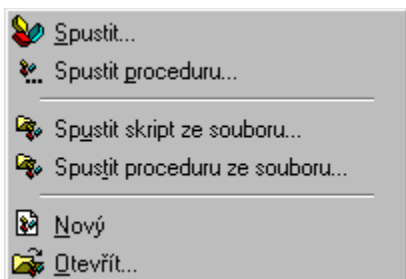 Spustit...
Spustit proceduru...
Spustit skript ze souboru...
Spustit proceduru ze souboru...
Nový
Otevřít...